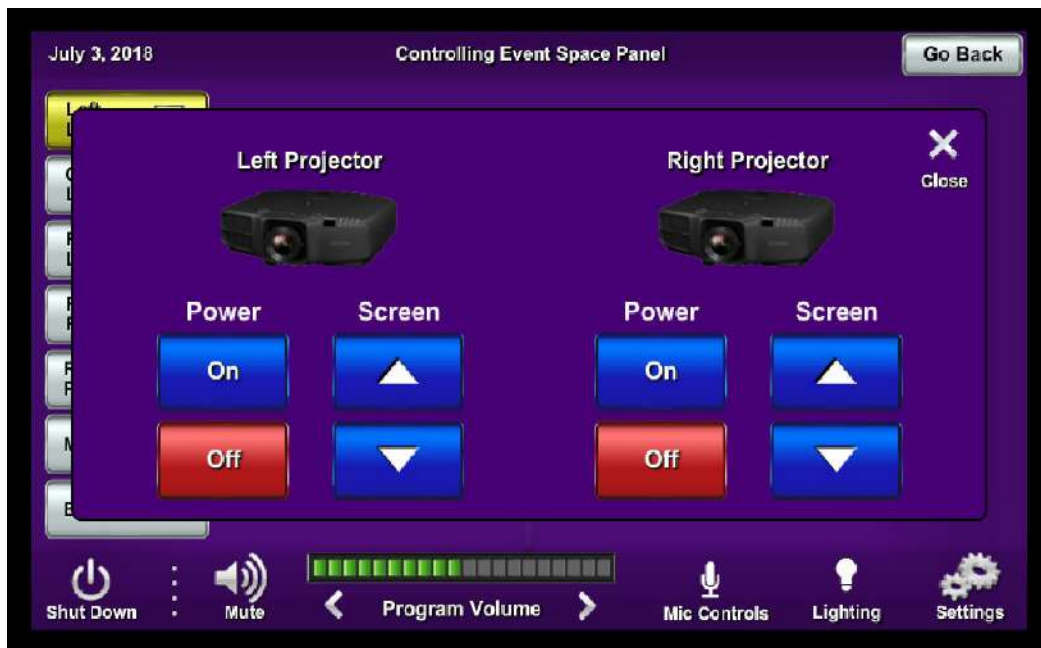 July 3, 2018
Controlling Event Space Panel
Go Back
Left Projector
Right Projector
Close
Power
Screen
Power
Screen
On
On
Off
Off
Shut Down
Mute
Program Volume
Mic Controls
Lighting
Settings